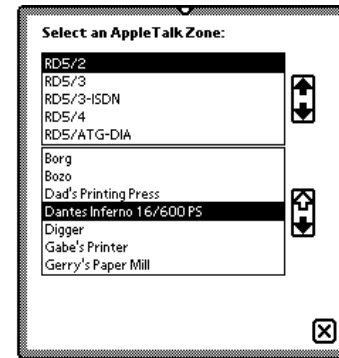 Select an AppleTalk Zone:
RD5/2
RD5/3
RD5/3-ISDN
RD5/4
RD5/ATG-DIA
Borg
Bozo
Dad's Printing Press
Dantes Inferno 16/600 PS
Digger
Gabe's Printer
Gerry's Paper Mill